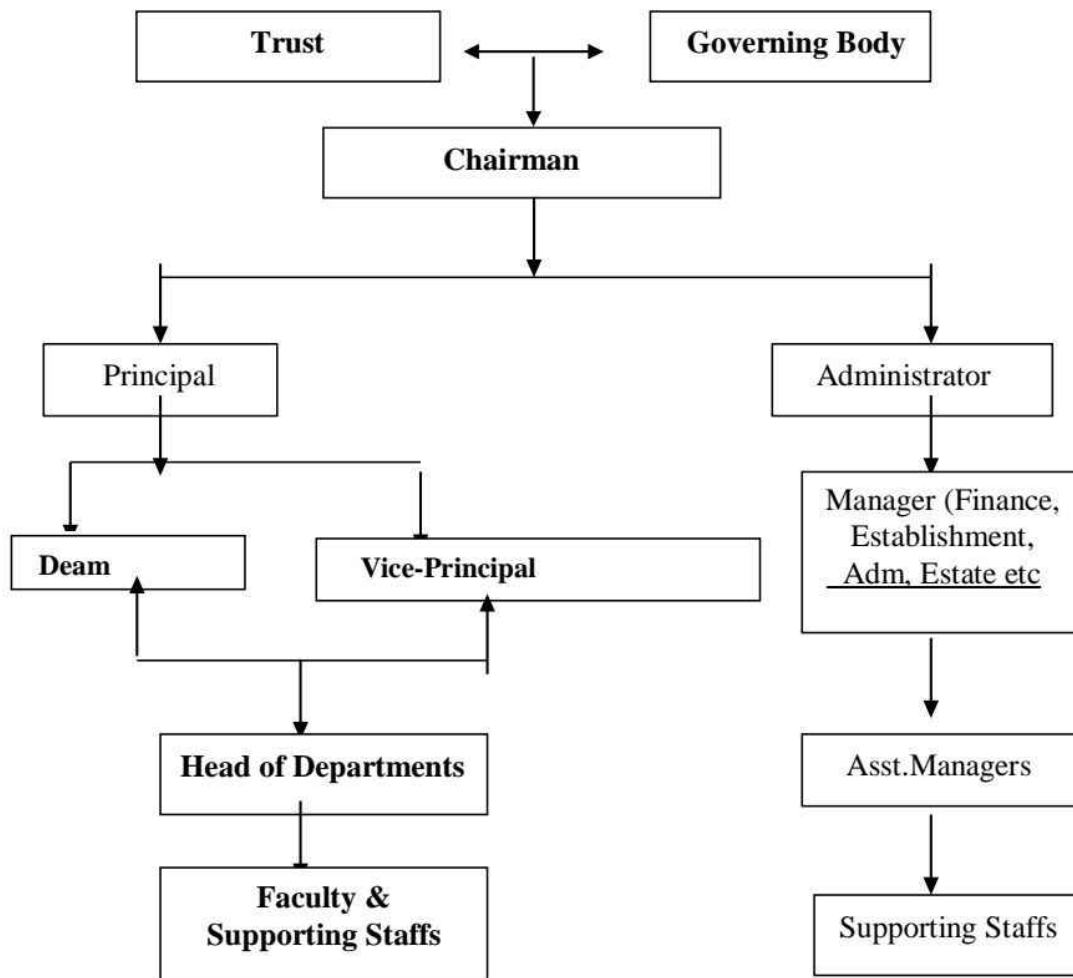 Trust
Governing Body
Chairman
Principal
Administrator
Deam
Vice-Principal
Manager (Finance,
Establishment,
Adm, Estate etc
Head of Departments
Asst.Managers
Faculty &
Supporting Staffs
Supporting Staffs